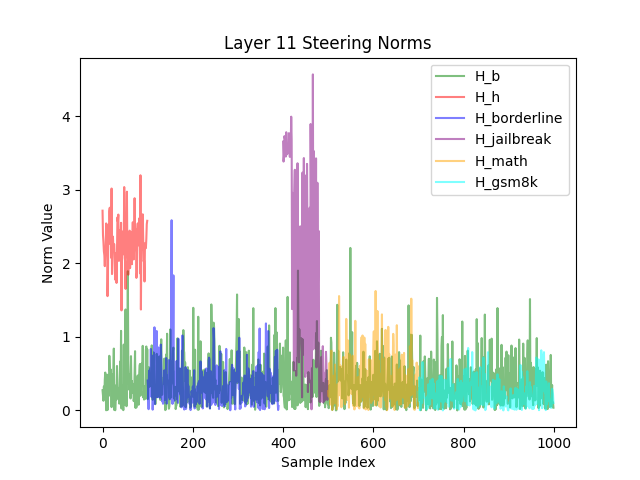 Layer 11 Steering Norms
H_b
H_h
H_borderline
H_jailbreak
H_math
H_gsm8k
Norm Value
4
3
2
1
0
0 200 400 600 800 1000
Sample Index